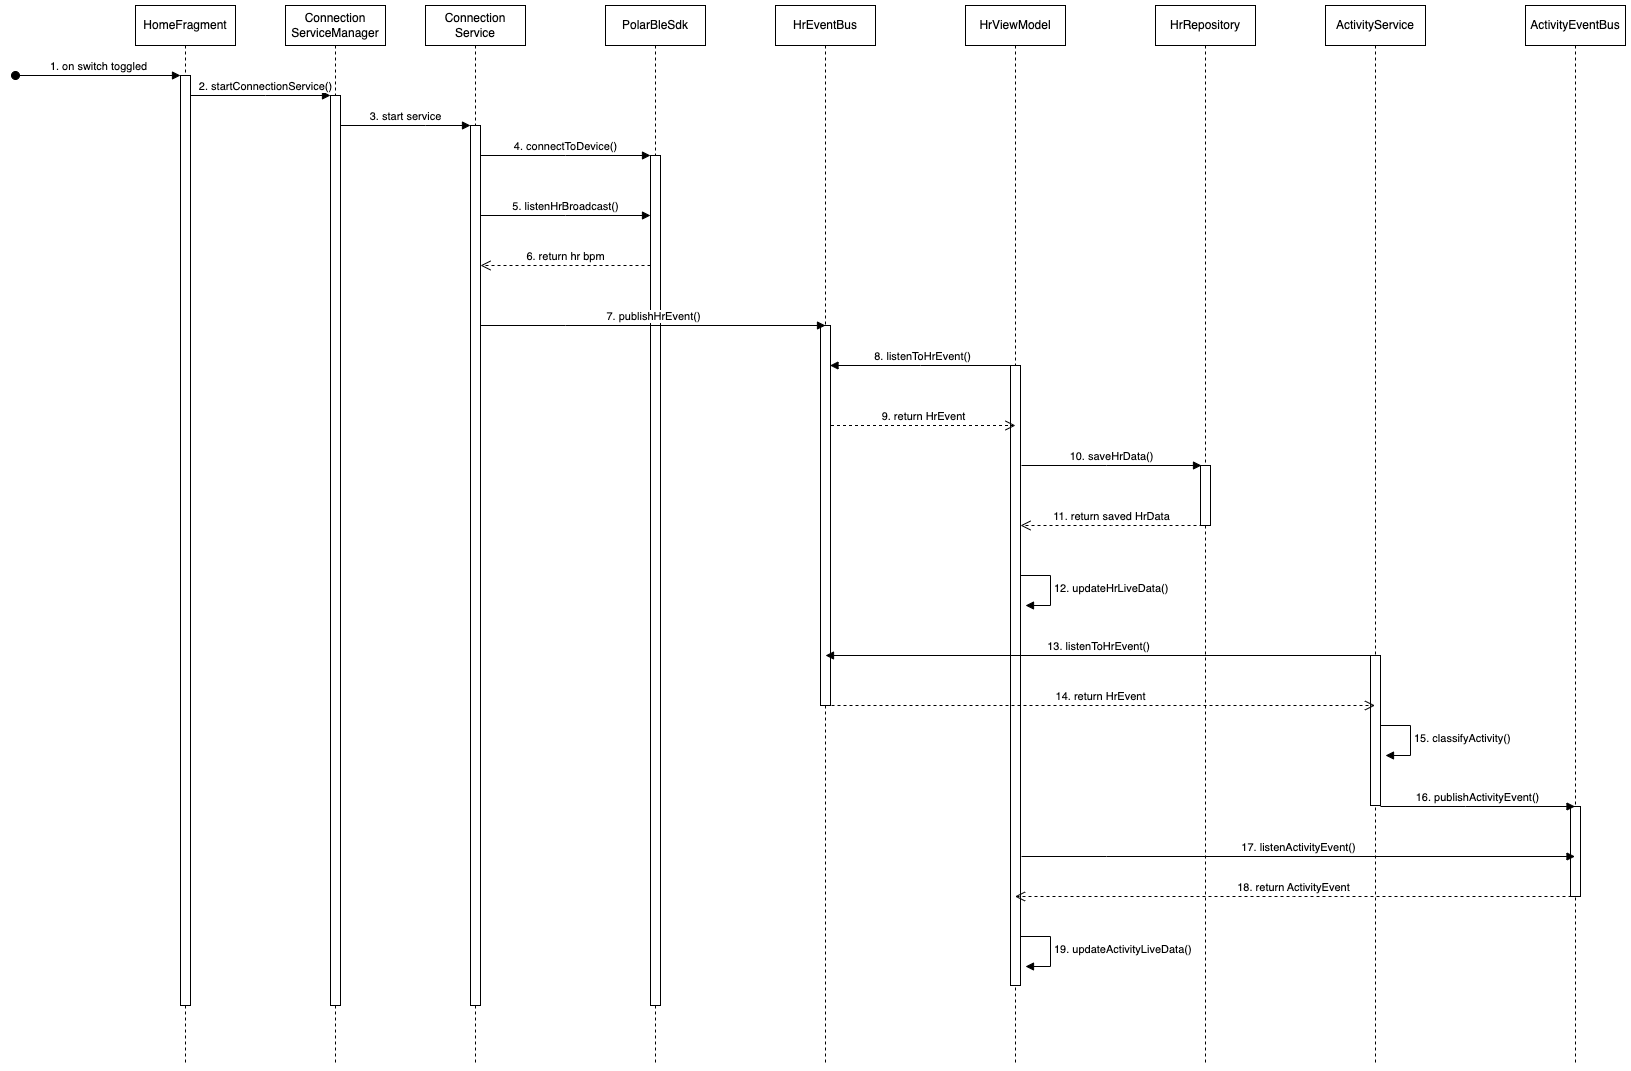 HomeFragment
Connection
ServiceManager
Connection
Service
PolarBleSdk
HrEventBus
HrViewModel
HrRepository
ActivityService
ActivityEventBus
1. on switch toggled
2. startConnectionService()
3. start service
4. connectToDevice()
5. listenHrBroadcast()
6. return hr bpm
7. publishHrEvent()
8. listenToHrEvent()
9. return HrEvent
10. saveHrData()
11. return saved HrData
12. updateHrLiveData()
13. listenToHrEvent()
14. return HrEvent
15. classifyActivity()
16. publishActivityEvent()
17. listenActivityEvent()
18. return ActivityEvent
19. updateActivityLiveData()